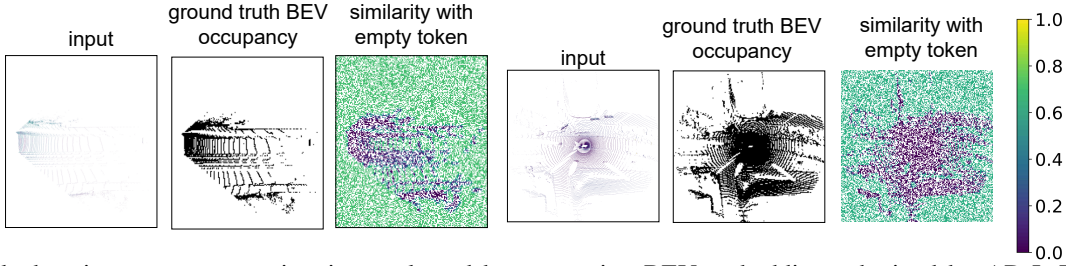 input
ground truth BEV
occupancy
similarity with
empty token
input
ground truth BEV
occupancy
similarity with
empty token
1.0
0.8
0.6
0.4
0.2
0.0